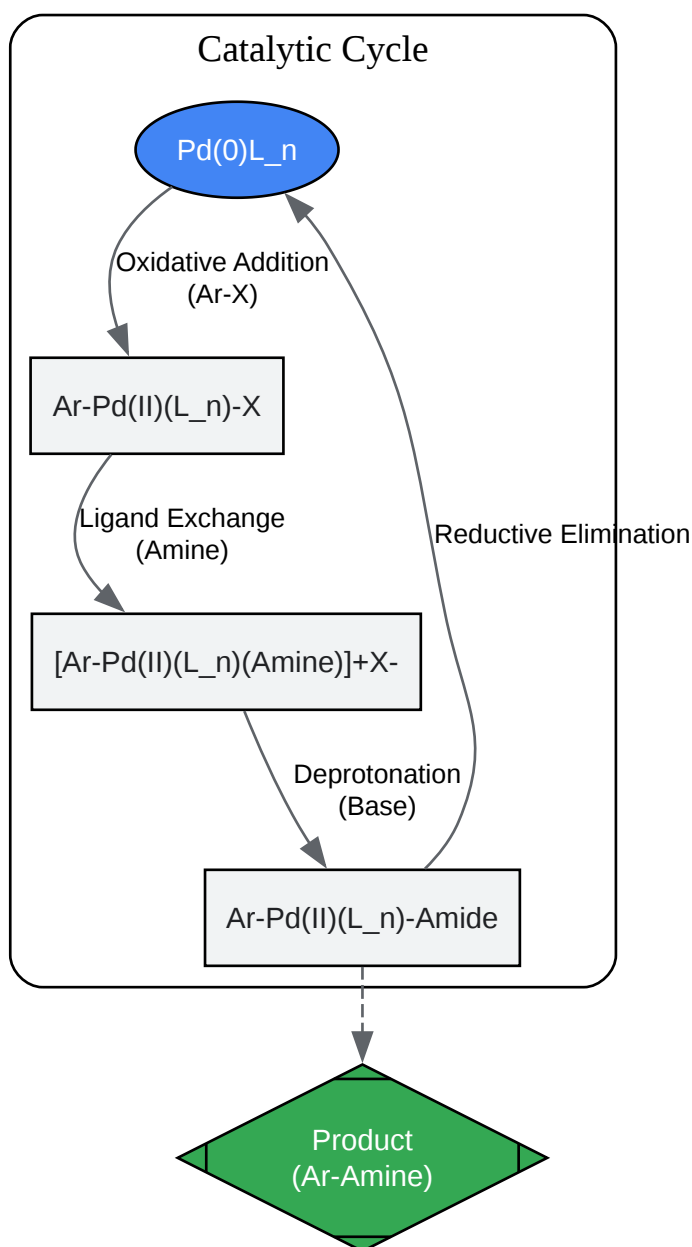 Catalytic Cycle
Pd(0)L_n
Oxidative Addition
(Ar-X)
Ar-Pd(II)(L_n)-X
Ligand Exchange
(Amine)
Reductive Elimination
[Ar-Pd(II)(L_n)(Amine)]+X-
Deprotonation
(Base)
Ar-Pd(II)(L_n)-Amide
Product
(Ar-Amine)